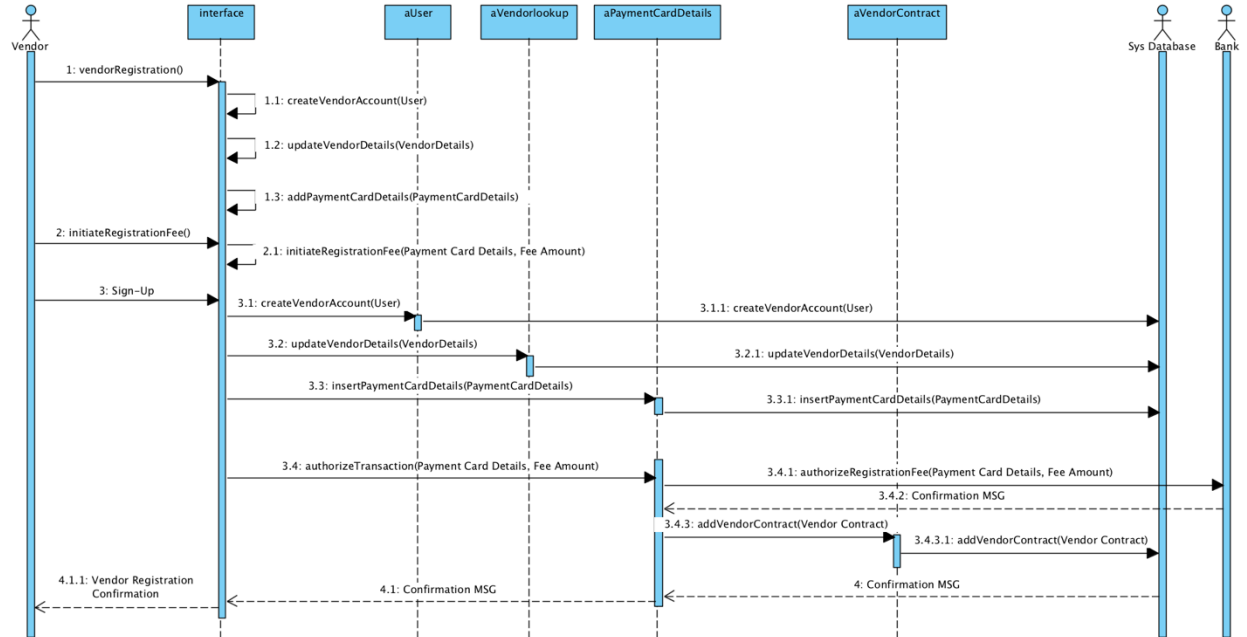 interface
aUser
aVendorlookup
aPaymentCardDetails
aVendorContract
Vendor
Sys Database
Bank
1: vendorRegistration()
1.1: createVendorAccount(User)
1.2: updateVendorDetails(VendorDetails)
1.3: addPaymentCardDetails(PaymentCardDetails)
2: initiateRegistrationFee()
2.1: initiateRegistrationFee(Payment Card Details, Fee Amount)
3: Sign-Up
3.1: createVendorAccount(User)
3.1.1: createVendorAccount(User)
3.2: updateVendorDetails(VendorDetails)
3.2.1: updateVendorDetails(VendorDetails)
3.3: insertPaymentCardDetails(PaymentCardDetails)
3.3.1: insertPaymentCardDetails(PaymentCardDetails)
3.4: authorizeTransaction(Payment Card Details, Fee Amount)
3.4.1: authorizeRegistrationFee(Payment Card Details, Fee Amount)
3.4.2: Confirmation MSG
3.4.3: addVendorContract(Vendor Contract)
3.4.3.1: addVendorContract(Vendor Contract)
4: Confirmation MSG
4.1: Confirmation MSG
4.1.1: Vendor Registration
Confirmation